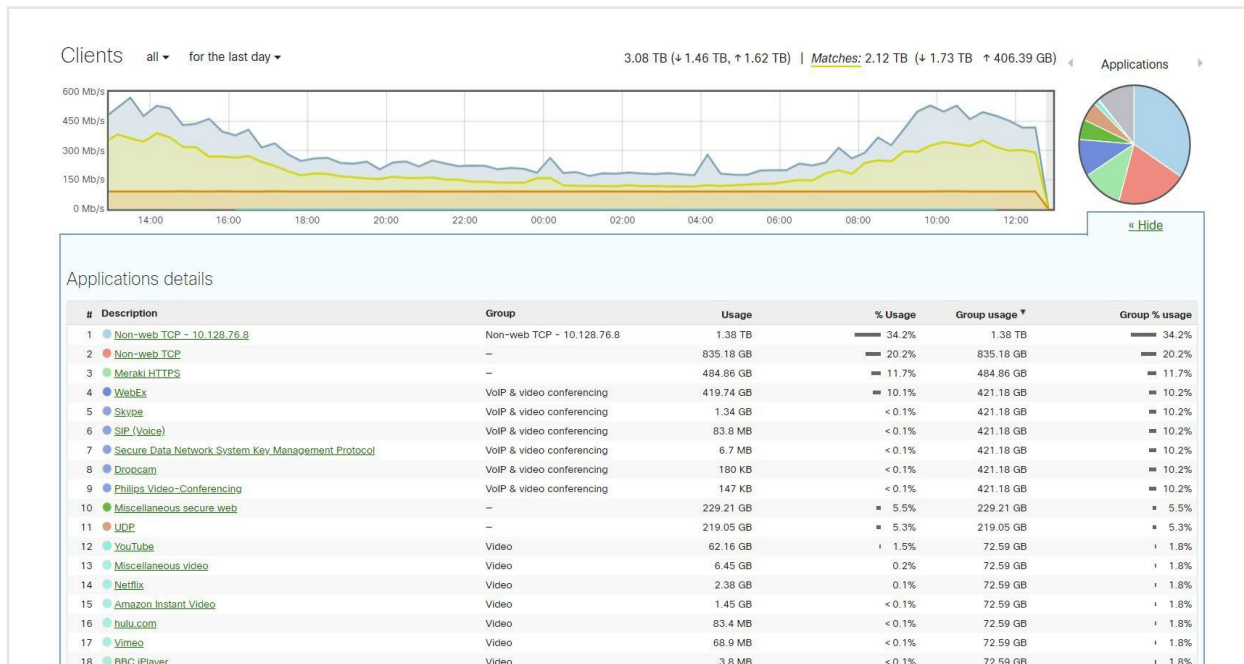 Clients all for the last day 3.08 TB (↓ 1.46 TB, ↑ 1.62 TB) | Matches: 2.12 TB (↓ 1.73 TB ↑ 406.39 GB) Applications
600 Mb/s
450 Mb/s
300 Mb/s
150 Mb/s
0 Mb/s
14:00 16:00 18:00 20:00 22:00 00:00 02:00 04:00 06:00 08:00 10:00 12:00
« Hide
Applications details
# Description Group Usage % Usage Group usage Group % usage
1 Non-web TCP - 10.128.76.8 Non-web TCP - 10.128.76.8 1.38 TB 34.2% 1.38 TB 34.2%
2 Non-web TCP – 835.18 GB 20.2% 835.18 GB 20.2%
3 Meraki HTTPS – 484.86 GB 11.7% 484.86 GB 11.7%
4 WebEx VoIP & video conferencing 419.74 GB 10.1% 421.18 GB 10.2%
5 Skype VoIP & video conferencing 1.34 GB < 0.1% 421.18 GB 10.2%
6 SIP (Voice) VoIP & video conferencing 83.8 MB < 0.1% 421.18 GB 10.2%
7 Secure Data Network System Key Management Protocol VoIP & video conferencing 6.7 MB < 0.1% 421.18 GB 10.2%
8 Dropcam VoIP & video conferencing 180 KB < 0.1% 421.18 GB 10.2%
9 Philips Video-Conferencing VoIP & video conferencing 147 KB < 0.1% 421.18 GB 10.2%
10 Miscellaneous secure web – 229.21 GB 5.5% 229.21 GB 5.5%
11 UDP – 219.05 GB 5.3% 219.05 GB 5.3%
12 YouTube Video 62.16 GB 1.5% 72.59 GB 1.8%
13 Miscellaneous video Video 6.45 GB 0.2% 72.59 GB 1.8%
14 Netflix Video 2.38 GB 0.1% 72.59 GB 1.8%
15 Amazon Instant Video Video 1.45 GB < 0.1% 72.59 GB 1.8%
16 hulu.com Video 83.4 MB < 0.1% 72.59 GB 1.8%
17 Vimeo Video 68.9 MB < 0.1% 72.59 GB 1.8%
18 BBC iPlayer Video 3.8 MB < 0.1% 72.59 GB 1.8%